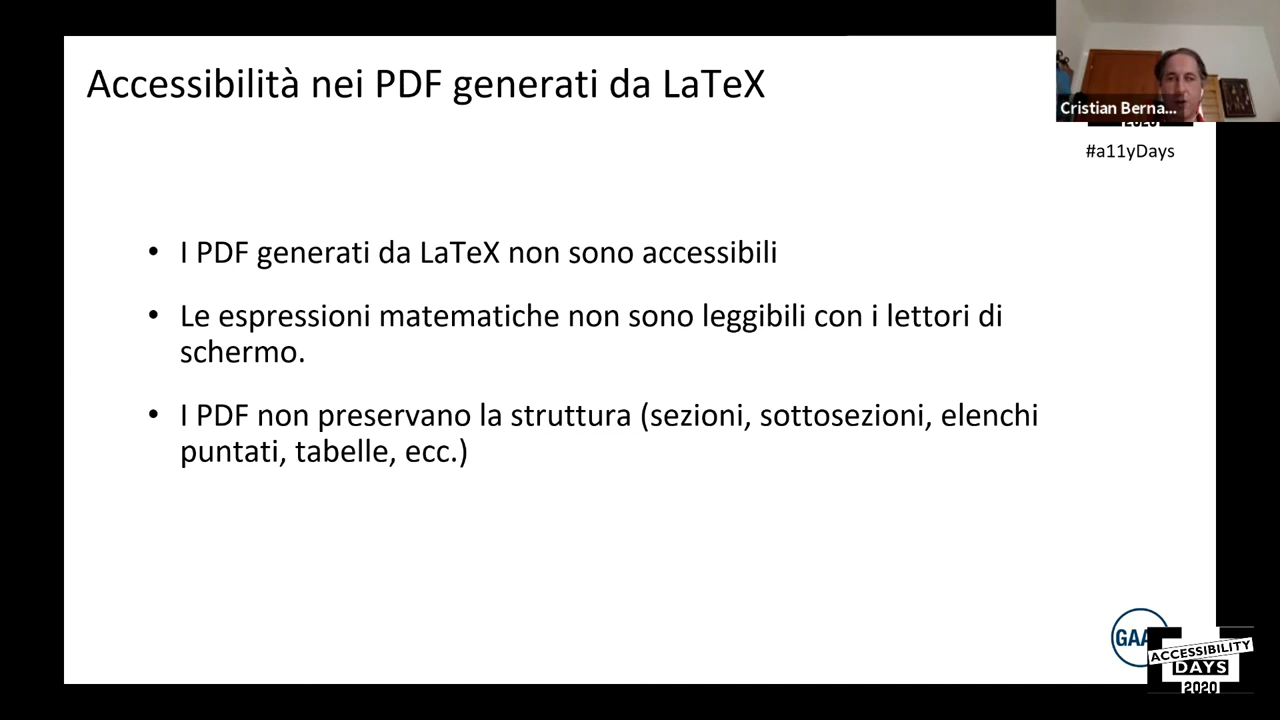 Accessibilità nei PDF generati da LaTeX
Cristian Berna...
2020
#a11yDays
• I PDF generati da LaTeX non sono accessibili
• Le espressioni matematiche non sono leggibili con i lettori di
schermo.
• I PDF non preservano la struttura (sezioni, sottosezioni, elenchi
puntati, tabelle, ecc.)
ACCESSIBILITY
DAYS
2020